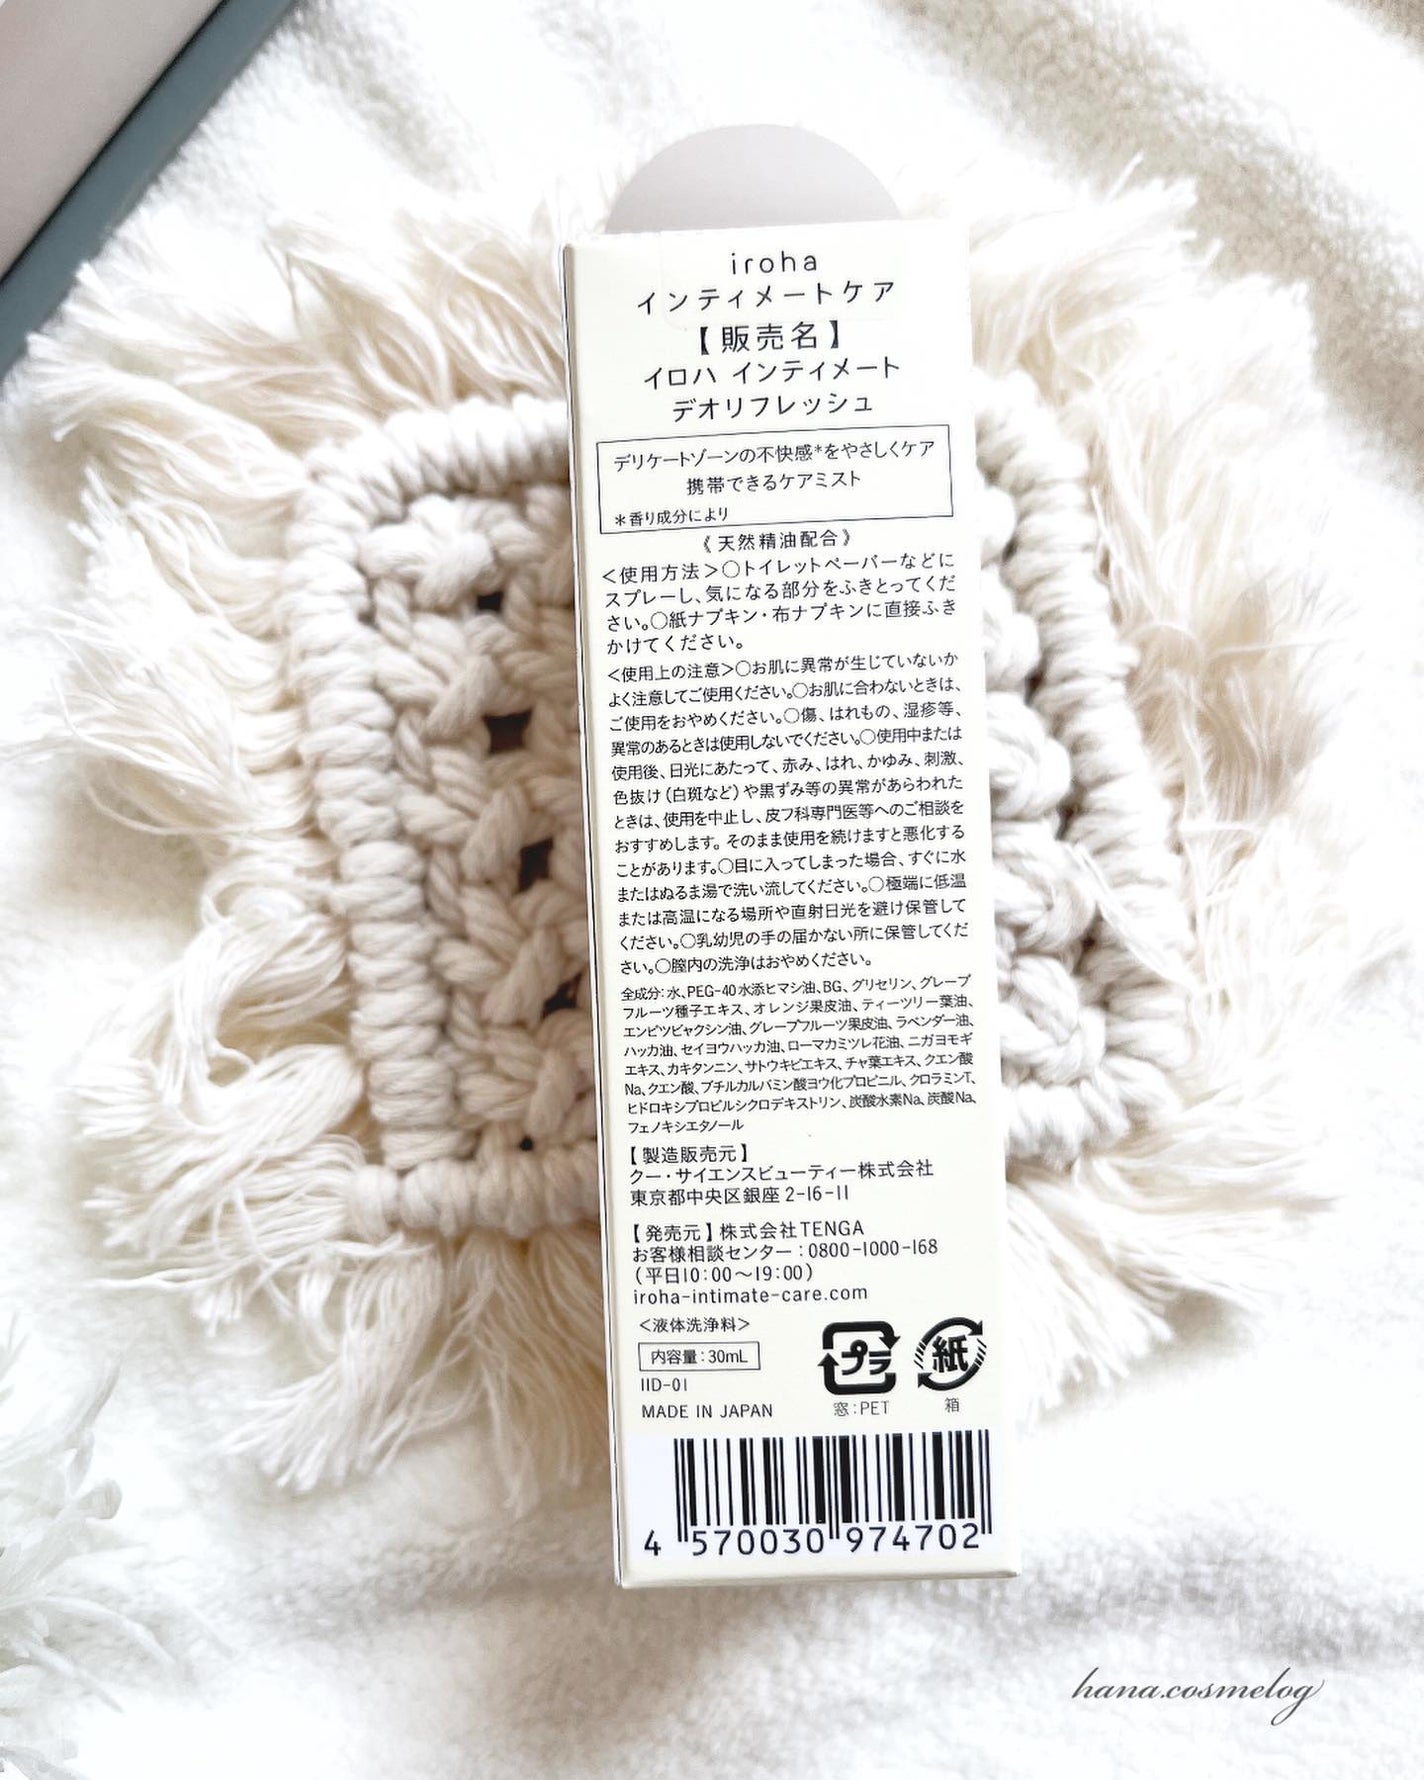 iroha
インティメートケア
【販売名】
イロハ インティメート
デオリフレッシュ
デリケートゾーンの不快感*をやさしくケア
携帯できるケアミスト
*香り成分により
《天然精油配合》
<使用方法>○トイレットペーパーなどに
スプレーし、気になる部分をふきとってくだ
さい。○紙ナプキン・布ナプキンに直接ふき
かけてください。
<使用上の注意>○お肌に異常が生じていないか
よく注意してご使用ください。○お肌に合わないときは、
ご使用をおやめください。○傷、はれもの、湿疹等、
異常のあるときは使用しないでください。○使用中または
使用後、日光にあたって、赤み、はれ、かゆみ、刺激、
色抜け(白斑など)や黒ずみ等の異常があらわれた
ときは、使用を中止し、皮フ科専門医等へのご相談を
おすすめします。そのまま使用を続けますと悪化する
ことがあります。○目に入ってしまった場合、すぐに水
またはぬるま湯で洗い流してください。○極端に低温
または高温になる場所や直射日光を避け保管して
ください。○乳幼児の手の届かない所に保管してくだ
さい。○膣内の洗浄はおやめください。
全成分:水、PEG-40水添ヒマシ油、BG、グリセリン、グレープ
フルーツ種子エキス、オレンジ果皮油、ティーツリー葉油、
エンピツビャクシン油、グレープフルーツ果皮油、ラベンダー油、
ハッカ油、セイヨウハッカ油、ローマカミツレ花油、ニガヨモギ
エキス、カキタンニン、サトウキビエキス、チャ葉エキス、クエン酸
Na、クエン酸、ブチルカルバミン酸ヨウ化プロピニル、クロラミンT、
ヒドロキシプロピルシクロデキストリン、炭酸水素Na、炭酸Na、
フェノキシエタノール
【製造販売元】
クー・サイエンスビューティー株式会社
東京都中央区銀座2-16-11
【発売元】株式会社TENGA
お客様相談センター:0800-1000-168
(平日10:00〜19:00)
iroha-intimate-care.com
<液体洗浄料>
内容量:30mL
IID-01
MADE IN JAPAN
プラ
窓:PET
紙
箱
4 570030 974702
hana.cosmelog